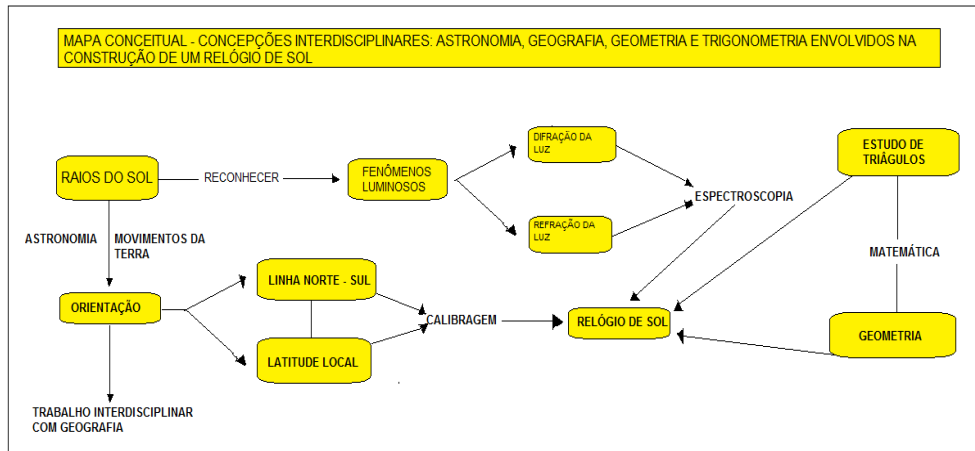 MAPA CONCEITUAL - CONCEPÇÕES INTERDISCIPLINARES: ASTRONOMIA, GEOGRAFIA, GEOMETRIA E TRIGONOMETRIA ENVOLVIDOS NA
CONSTRUÇÃO DE UM RELÓGIO DE SOL
RAIOS DO SOL
RECONHECER
FENÔMENOS
LUMINOSOS
DIFRAÇÃO DA
LUZ
REFRAÇÃO DA
LUZ
ESPECTROSCOPIA
ESTUDO DE
TRIÂGULOS
MATEMÁTICA
GEOMETRIA
ASTRONOMIA
MOVIMENTOS DA
TERRA
ORIENTAÇÃO
LINHA NORTE - SUL
LATITUDE LOCAL
CALIBRAGEM
RELÓGIO DE SOL
TRABALHO INTERDISCIPLINAR
COM GEOGRAFIA